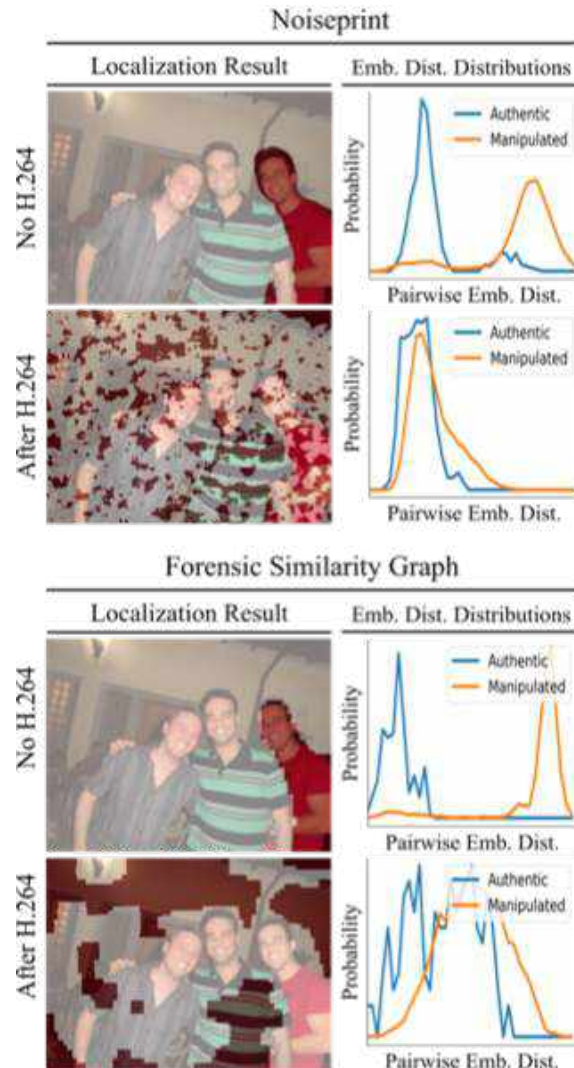 Noiseprint
Localization Result
Emb. Dist. Distributions
No H.264
Probability
Authentic
Manipulated
Pairwise Emb. Dist.
After H.264
Probability
Authentic
Manipulated
Pairwise Emb. Dist.
Forensic Similarity Graph
Localization Result
Emb. Dist. Distributions
No H.264
Probability
Authentic
Manipulated
Pairwise Emb. Dist.
After H.264
Probability
Authentic
Manipulated
Pairwise Emb. Dist.